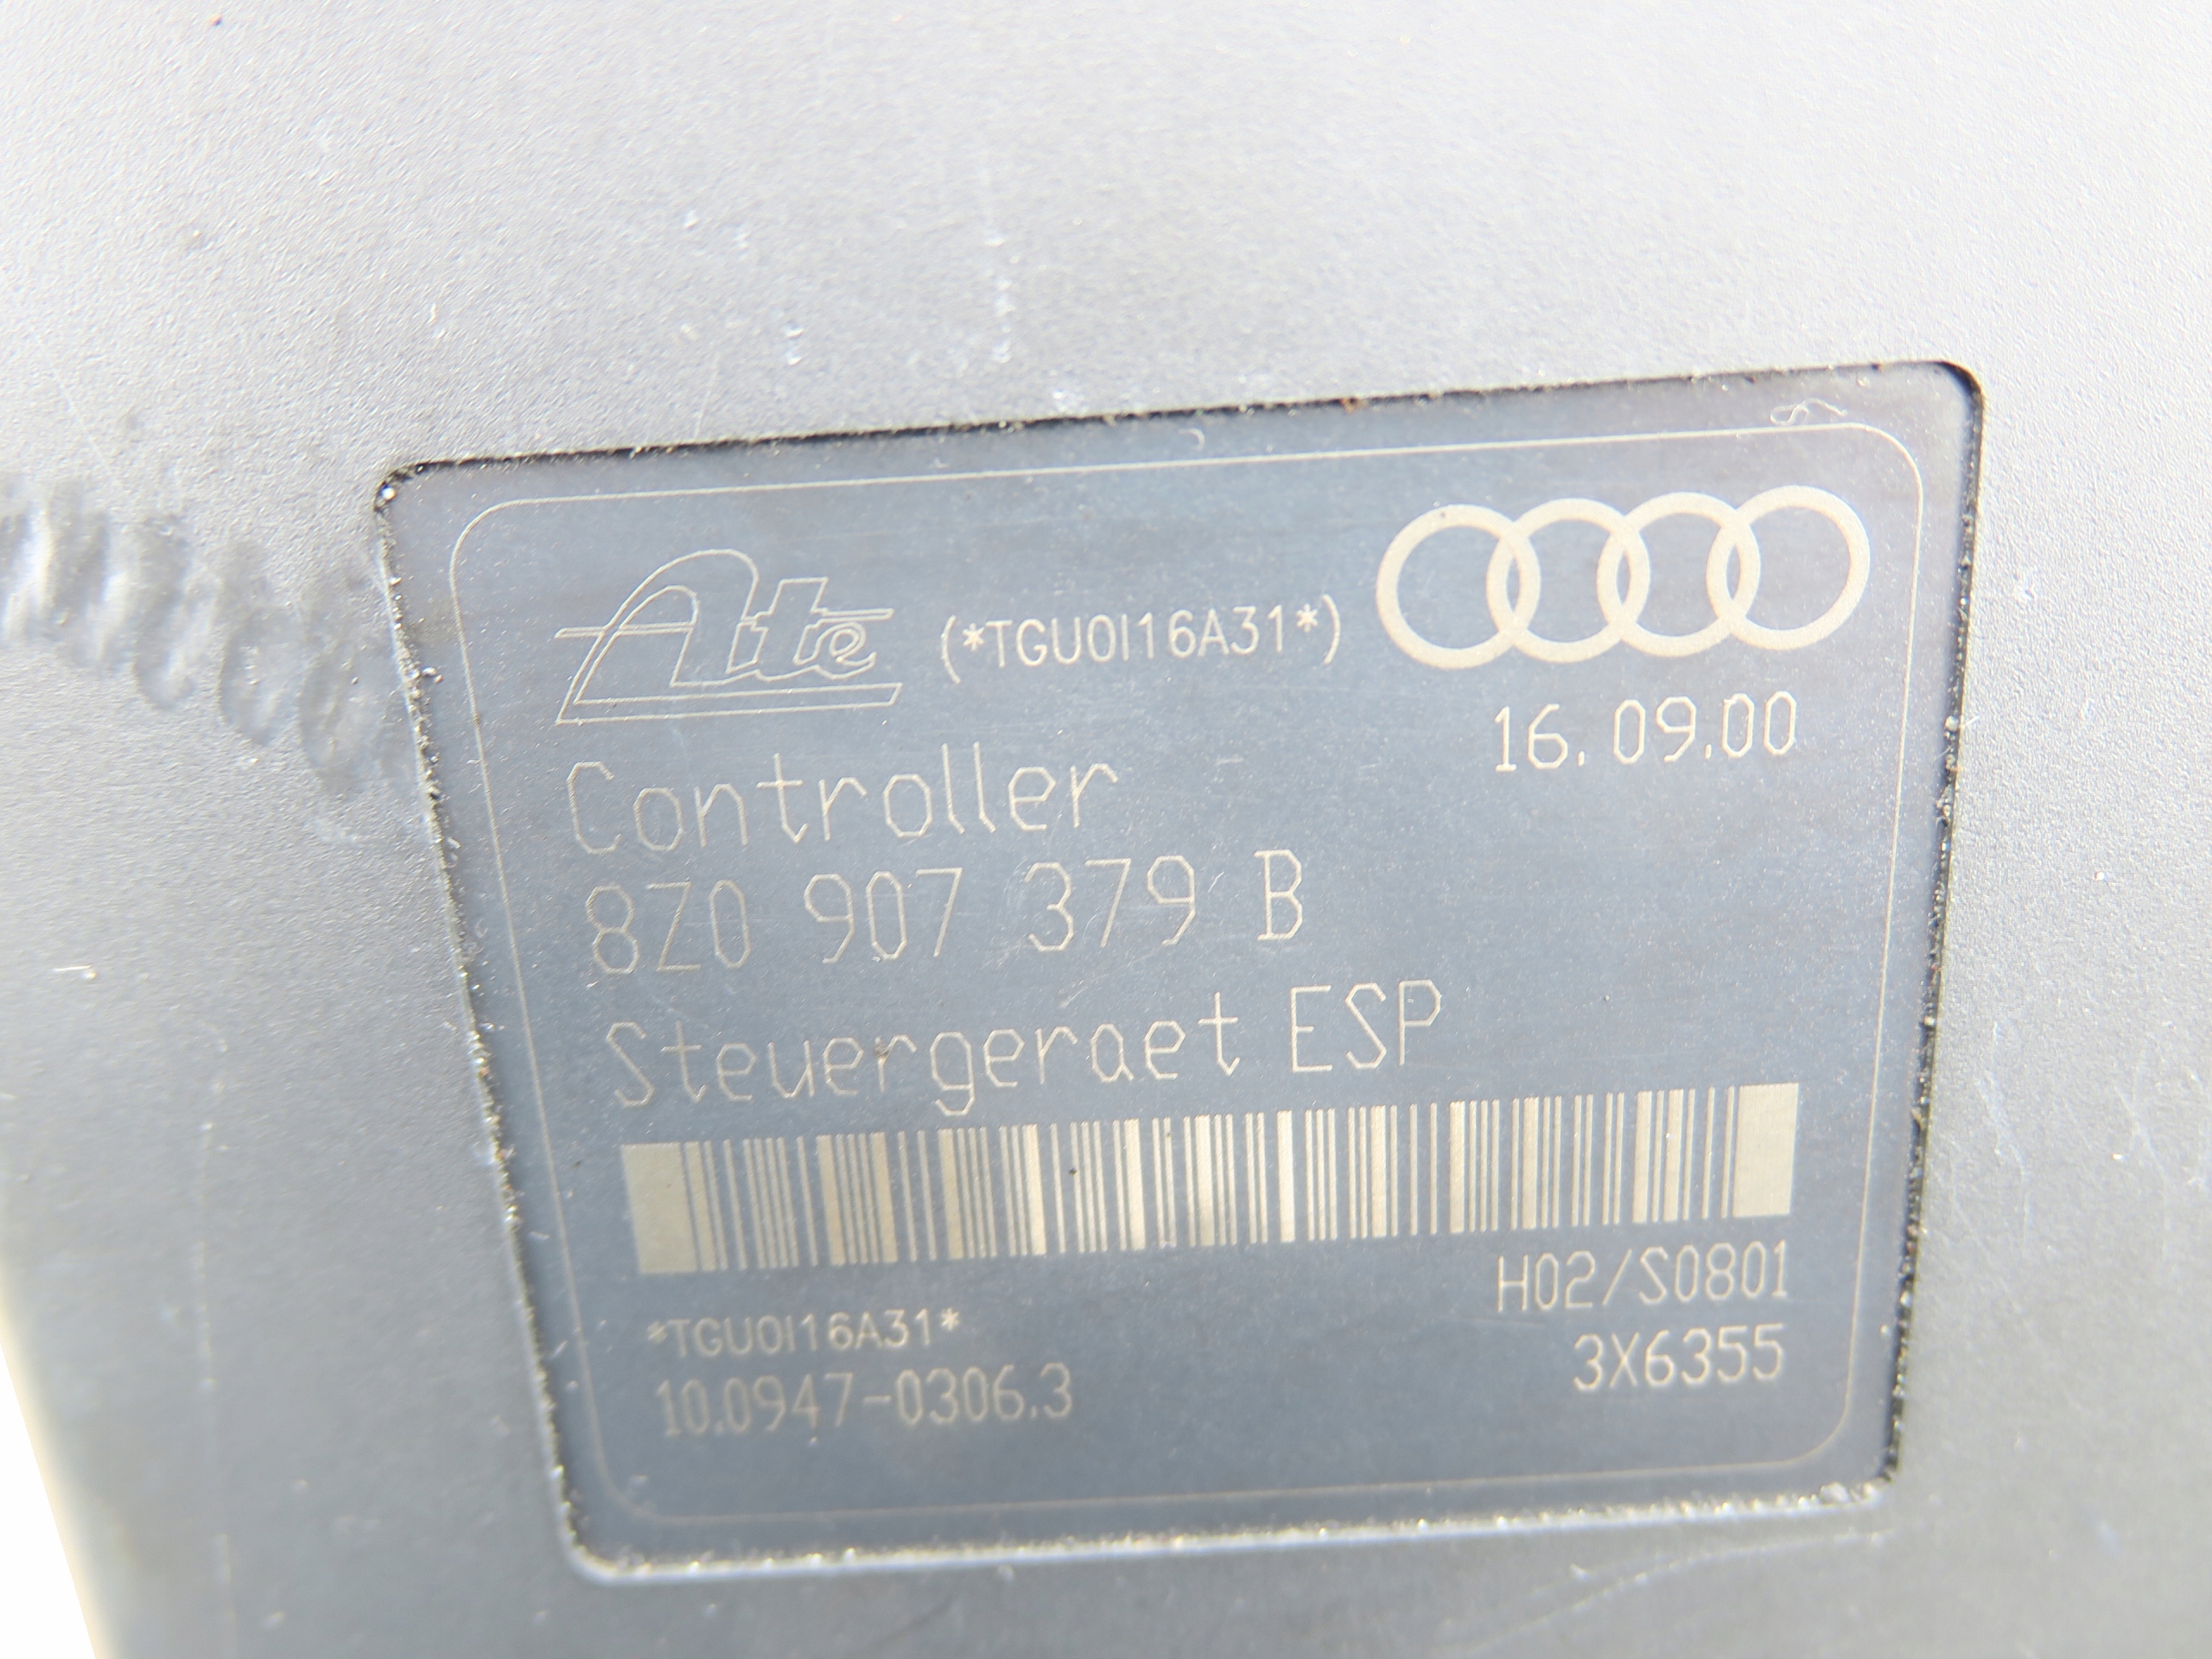 Ate (*TGU0I16A31*)
16.09.00
Controller
8Z0 907 379 B
Steuergeraet ESP
H02/S0801
*TGU0I16A31*
3X6355
10.0947-0306.3